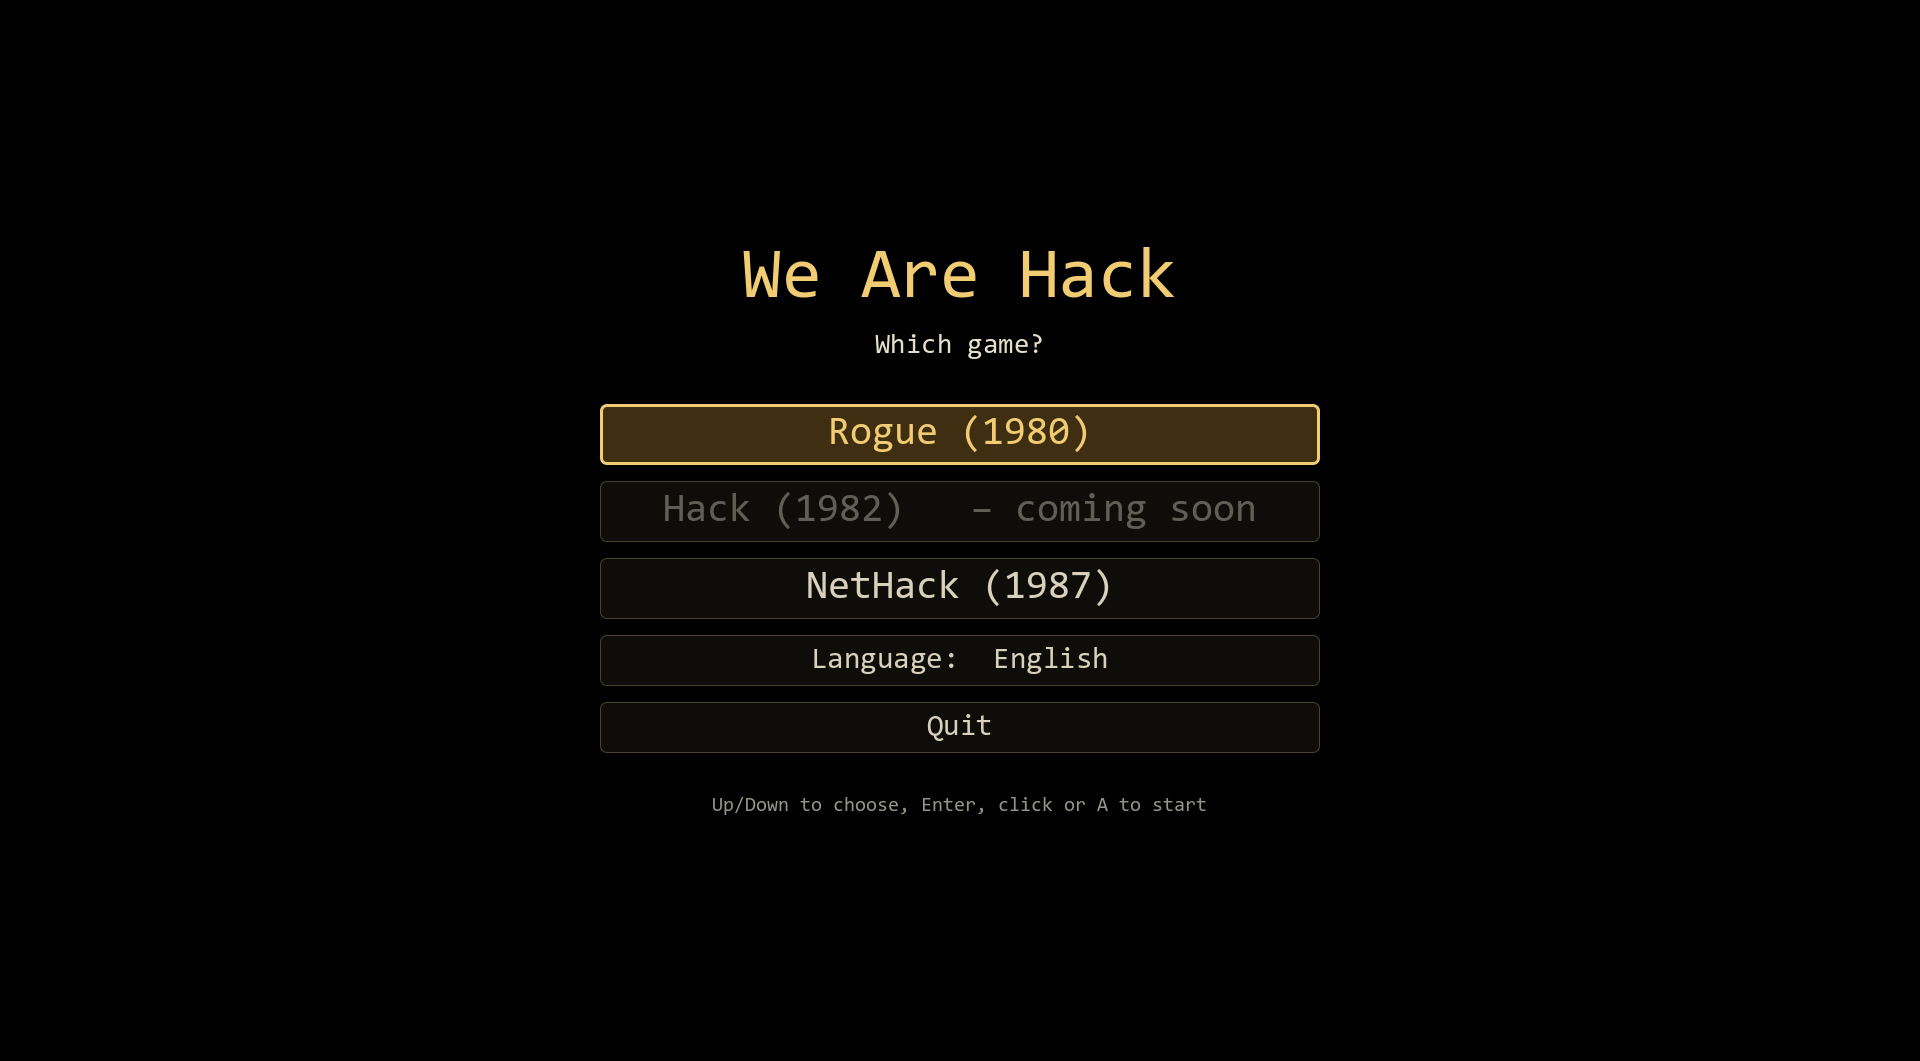 We Are Hack
Which game?
Rogue (1980)
Hack (1982)   – coming soon
NetHack (1987)
Language:  English
Quit
Up/Down to choose, Enter, click or A to start